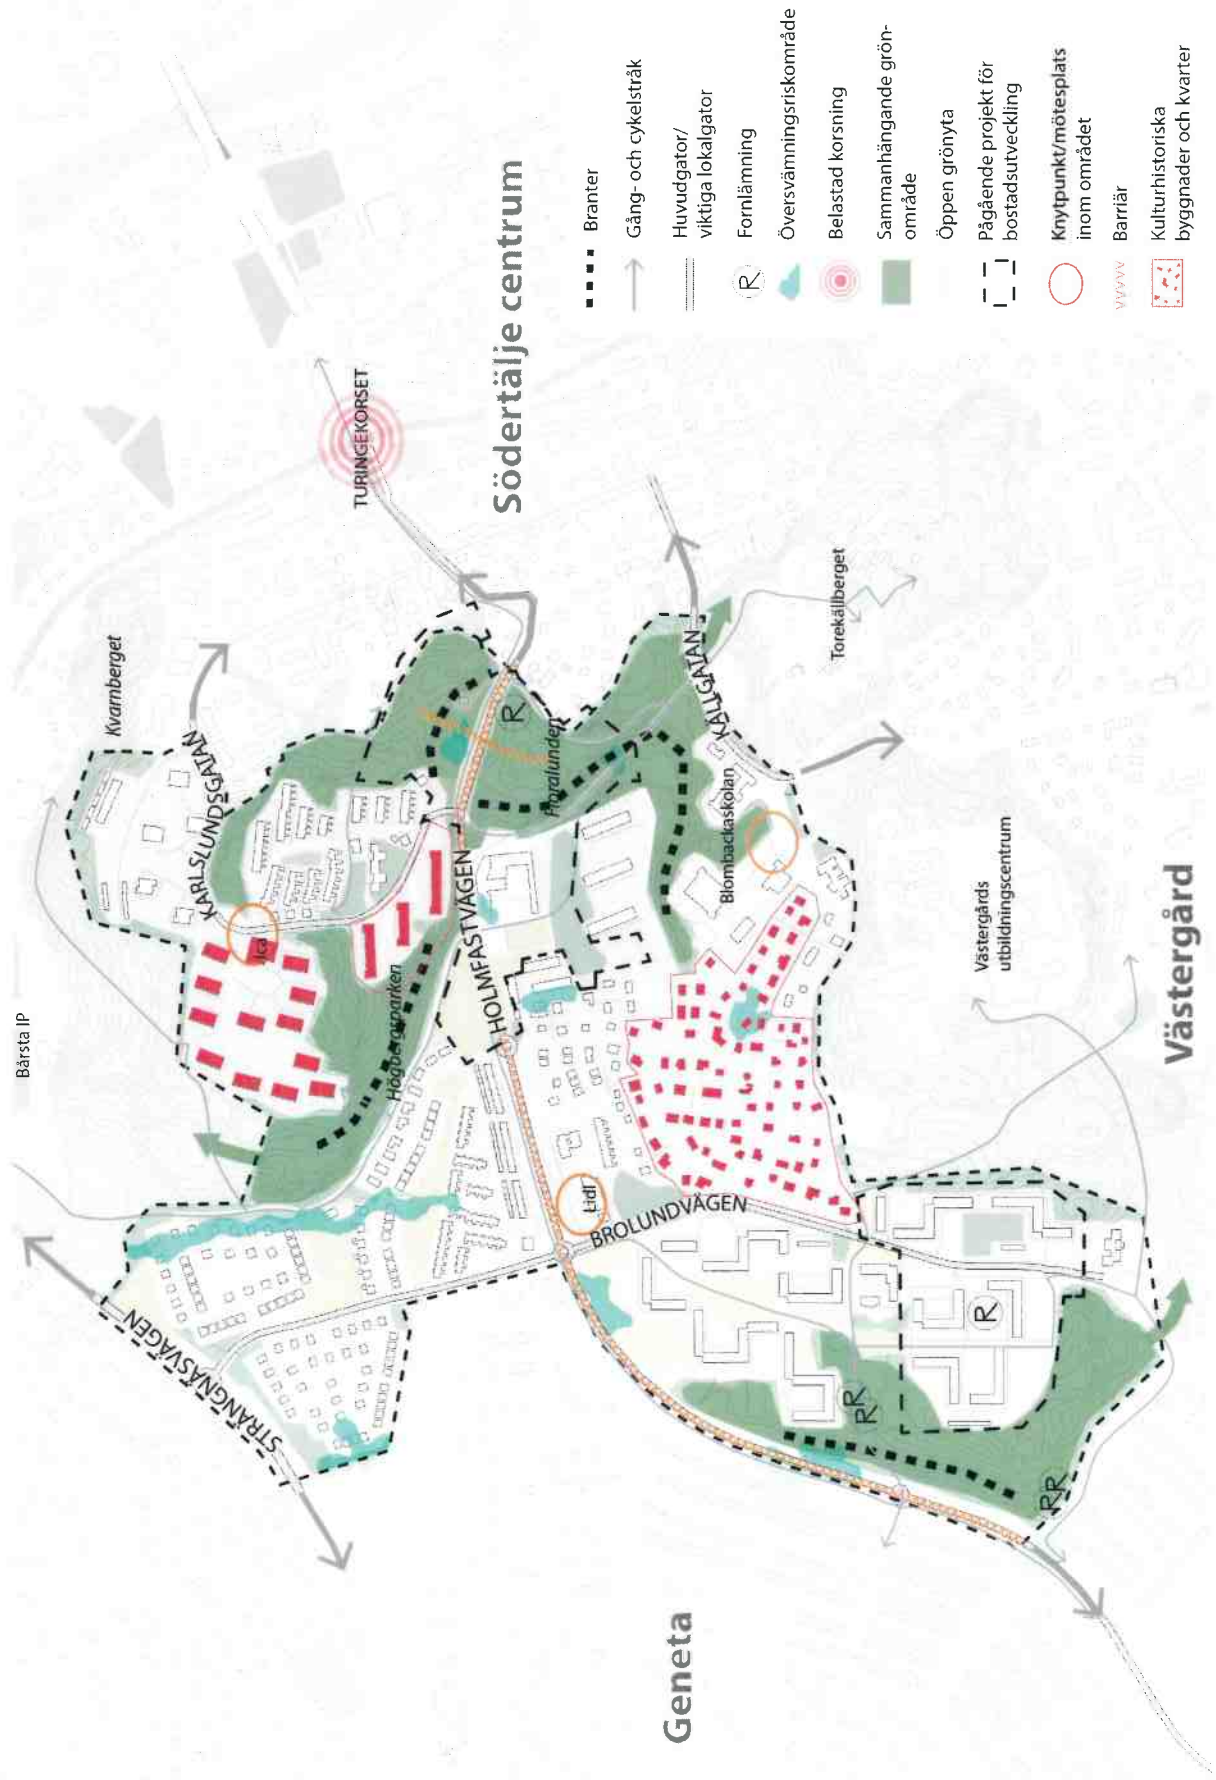 Bårsta IP
Kvarnberget
KARLSLUNDSGATAN
TURINGEKORSET
Södertälje centrum
STRÄNGNÄSVÄGEN
Ica
Högbergsparken
HOLMFASTVÄGEN
R
Floralunden
KÄLLGATAN
Torekällberget
Blombackaskolan
Lidl
BROLUNDVÄGEN
Västergårds
utbildningscentrum
Västergård
R
R
R
R
R
Geneta
Branter
Gång- och cykelstråk
Huvudgator/
viktiga lokalgator
R
Fornlämning
Översvämningsriskområde
Belastad korsning
Sammanhängande grön-
område
Öppen grönyta
Pågående projekt för
bostadsutveckling
Knytpunkt/mötesplats
inom området
Barriär
Kulturhistoriska
byggnader och kvarter